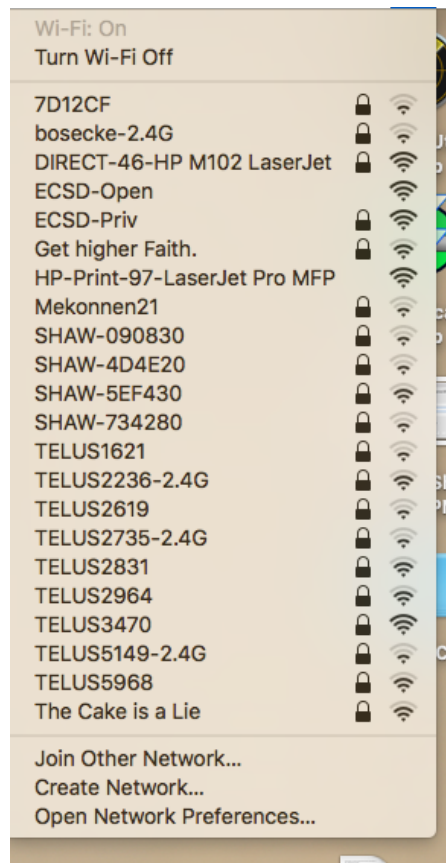 Wi-Fi: On
Turn Wi-Fi Off
7D12CF
bosecke-2.4G
DIRECT-46-HP M102 LaserJet
ECSD-Open
ECSD-Priv
Get higher Faith.
HP-Print-97-LaserJet Pro MFP
Mekonnen21
SHAW-090830
SHAW-4D4E20
SHAW-5EF430
SHAW-734280
TELUS1621
TELUS2236-2.4G
TELUS2619
TELUS2735-2.4G
TELUS2831
TELUS2964
TELUS3470
TELUS5149-2.4G
TELUS5968
The Cake is a Lie
Join Other Network...
Create Network...
Open Network Preferences...